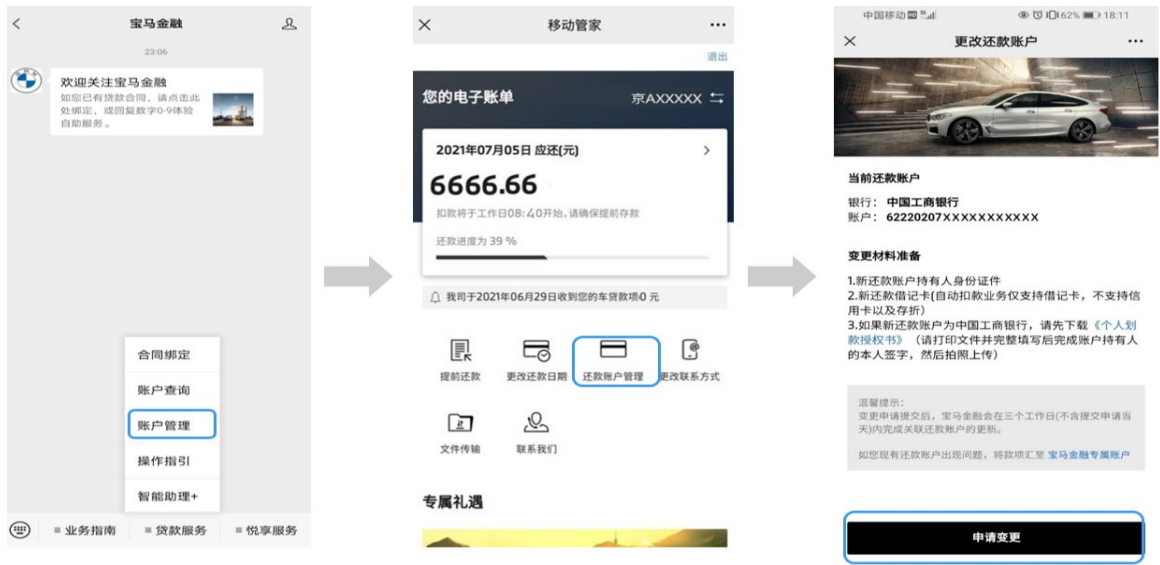 宝马金融
23:06
欢迎关注宝马金融
如您已有贷款合同,请点击此
处绑定,或回复数字0-9体验
自助服务。
合同绑定
账户查询
账户管理
操作指引
智能助理+
业务指南
贷款服务
悦享服务
移动管家
退出
您的电子账单
京AXXXXX
2021年07月05日 应还(元)
6666.66
扣款将于工作日08:40开始,请确保提前存款
还款进度为 39 %
我司于2021年06月29日收到您的车贷款项0 元
提前还款
更改还款日期
还款账户管理
更改联系方式
文件传输
联系我们
专属礼遇
中国移动 HD 62% 18:11
更改还款账户
当前还款账户
银行: 中国工商银行
账户: 62220207XXXXXXXXXXX
变更材料准备
1.新还款账户持有人身份证件
2.新还款借记卡(自动扣款业务仅支持借记卡,不支持信
用卡以及存折)
3.如果新还款账户为中国工商银行,请先下载《个人划
款授权书》(请打印文件并完整填写后完成账户持有人
的本人签字,然后拍照上传)
温馨提示:
变更申请提交后,宝马金融会在三个工作日(不含提交申请当
天)内完成关联还款账户的更新。
如您现有还款账户出现问题,将款项汇至 宝马金融专属账户
申请变更